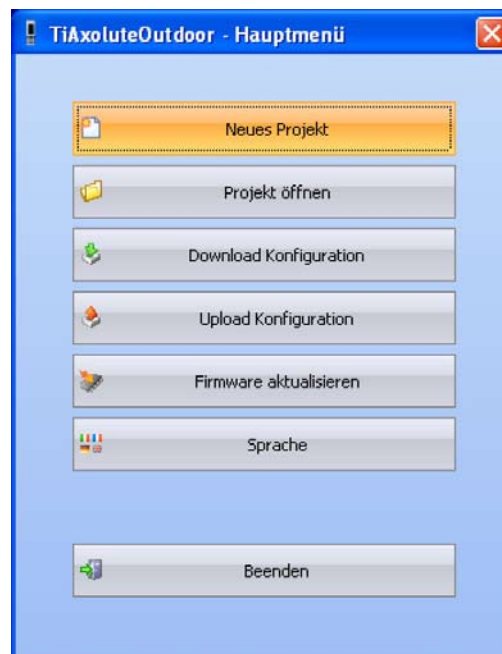 TiAxoluteOutdoor - Hauptmenü
Neues Projekt
Projekt öffnen
Download Konfiguration
Upload Konfiguration
Firmware aktualisieren
Sprache
Beenden